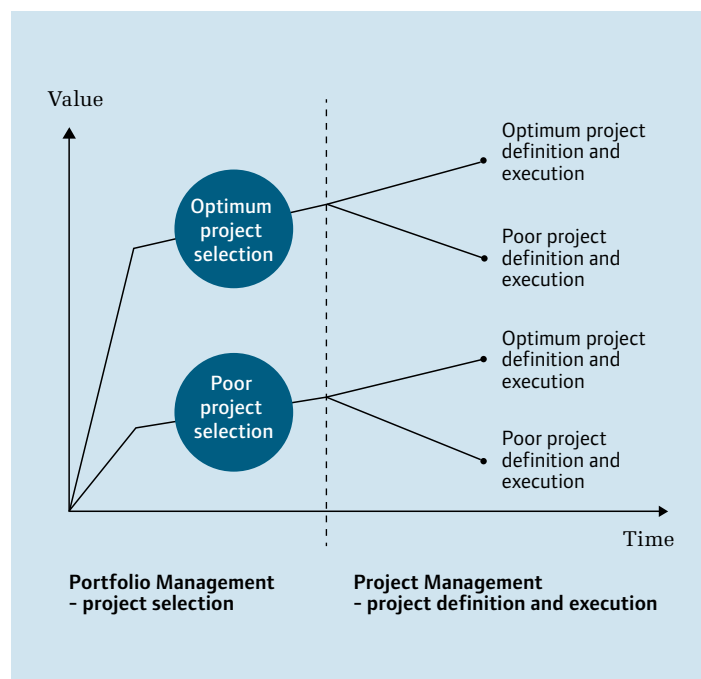 Value
Optimum
project
selection
Optimum project
definition and
execution
Poor project
definition and
execution
Poor
project
selection
Optimum project
definition and
execution
Poor project
definition and
execution
Time
Portfolio Management
- project selection
Project Management
- project definition and execution